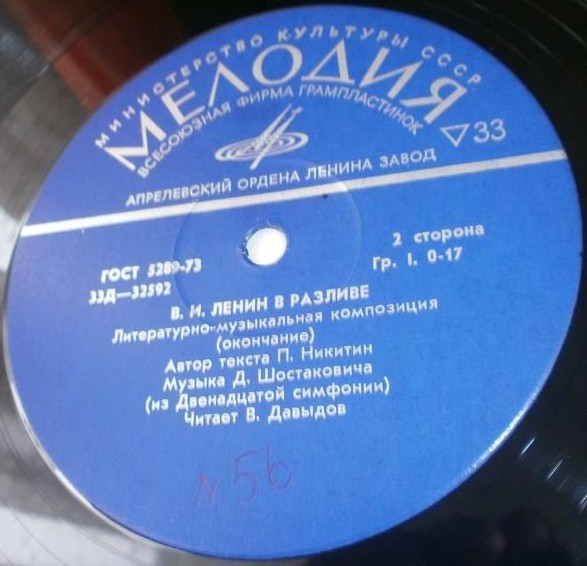 МИНИСТЕРСТВО КУЛЬТУРЫ СССР
МЕЛОДИЯ
ВСЕСОЮЗНАЯ ФИРМА ГРАМПЛАСТИНОК
33
АПРЕЛЕВСКИЙ ОРДЕНА ЛЕНИНА ЗАВОД
ГОСТ 5289-73
33Д—32592
2 сторона
Гр. I. 0-17
В. И. ЛЕНИН В РАЗЛИВЕ
Литературно-музыкальная композиция
(окончание)
Автор текста П. Никитин
Музыка Д. Шостаковича
(из Двенадцатой симфонии)
Читает В. Давыдов
№ 56